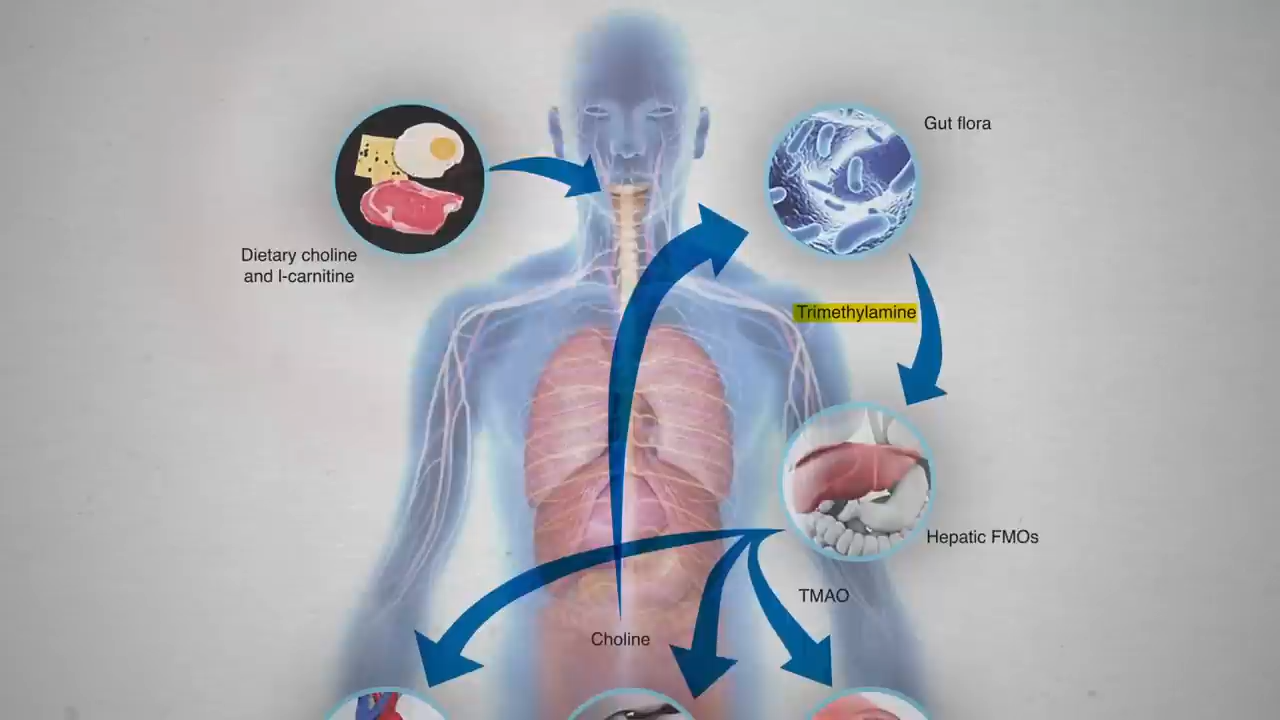 Gut flora
Dietary choline
and l-carnitine
Trimethylamine
Hepatic FMOs
TMAO
Choline